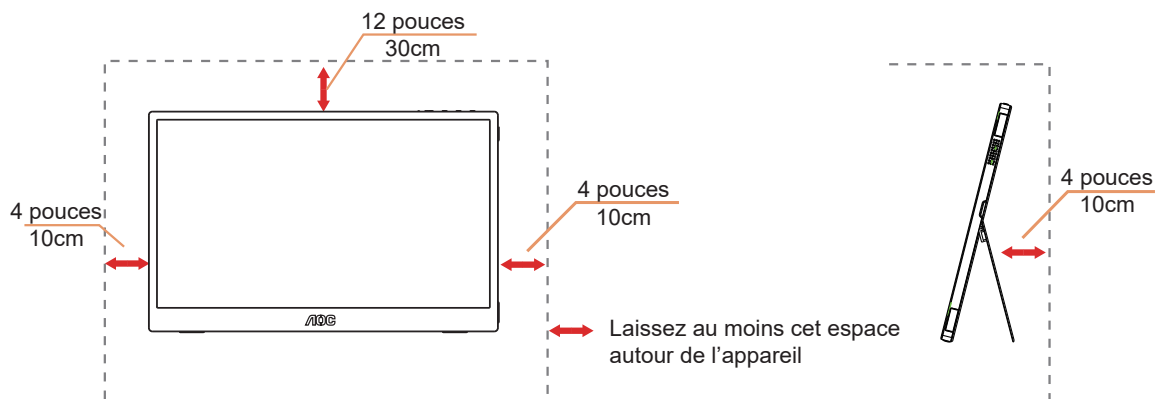 12 pouces
30cm
4 pouces
10cm
4 pouces
10cm
4 pouces
10cm
AOC
Laissez au moins cet espace
autour de l’appareil